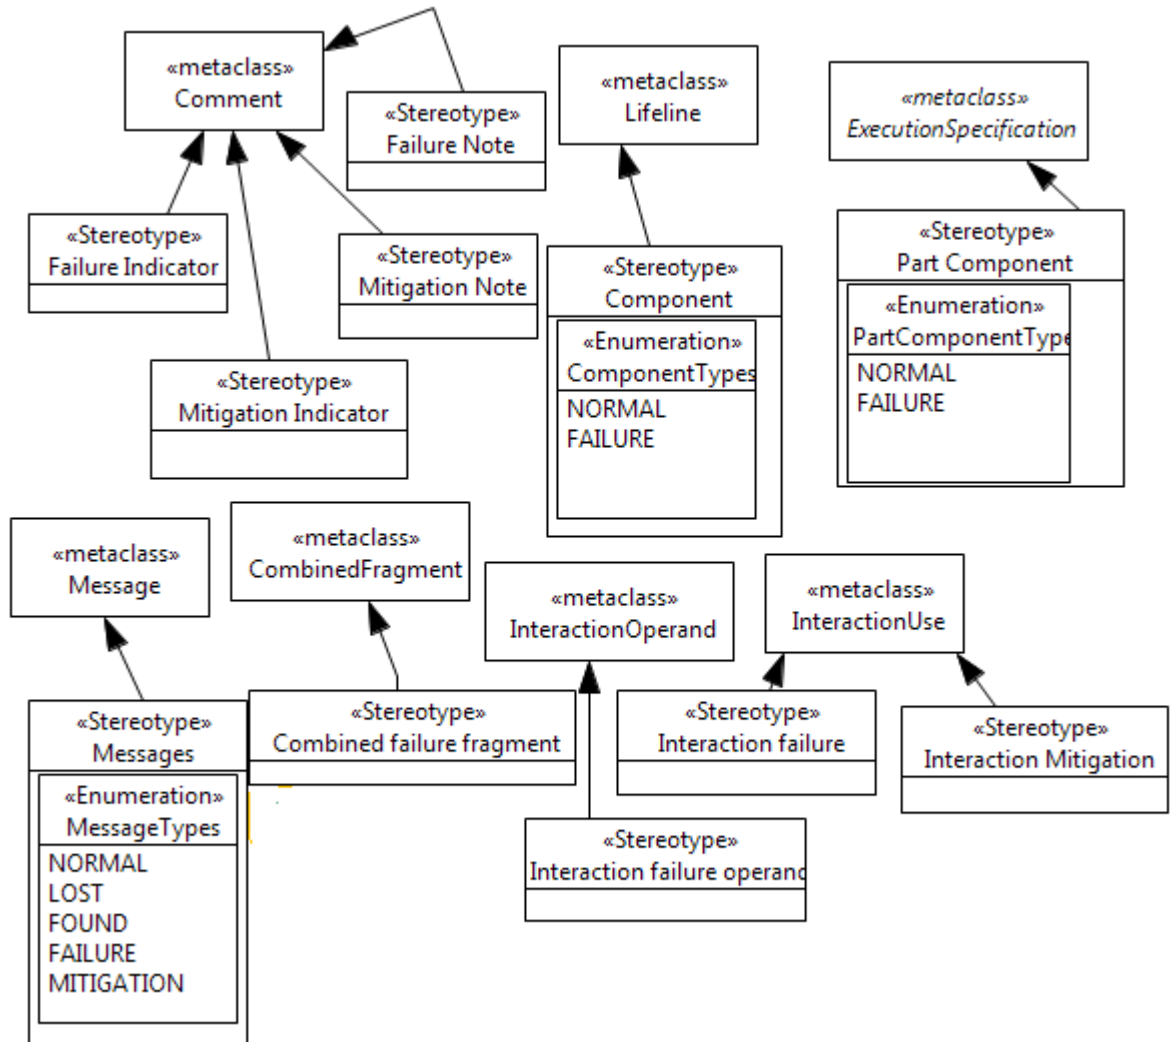 «metaclass»
Comment
«Stereotype»
Failure Note
«metaclass»
Lifeline
«metaclass»
ExecutionSpecification
«Stereotype»
Failure Indicator
«Stereotype»
Mitigation Note
«Stereotype»
Mitigation Indicator
«Stereotype»
Component
«Enumeration»
ComponentTypes
NORMAL
FAILURE
«Stereotype»
Part Component
«Enumeration»
PartComponentType
NORMAL
FAILURE
«metaclass»
Message
«metaclass»
CombinedFragment
«metaclass»
InteractionOperand
«metaclass»
InteractionUse
«Stereotype»
Messages
«Enumeration»
MessageTypes
NORMAL
LOST
FOUND
FAILURE
MITIGATION
«Stereotype»
Combined failure fragment
«Stereotype»
Interaction failure
«Stereotype»
Interaction Mitigation
«Stereotype»
Interaction failure operand